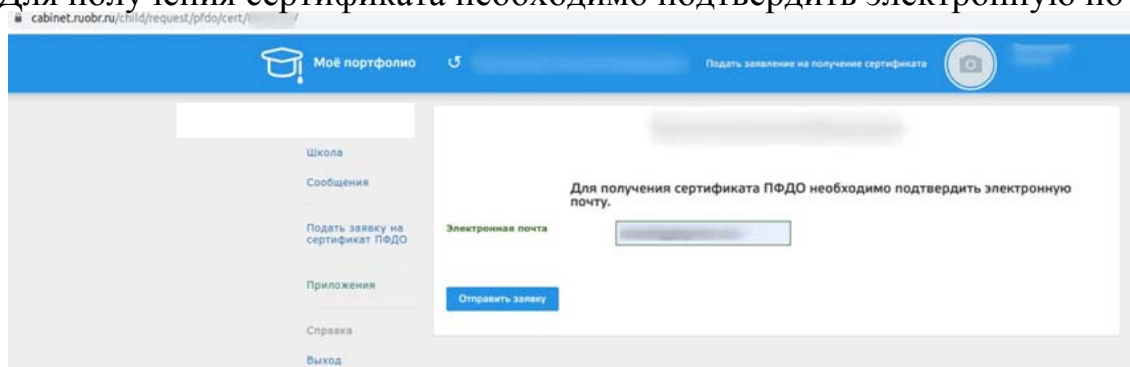 Для получения сертификата необходимо подтвердить электронную по
cabinet.ruobr.ru/child/request/pfdo/cert/
Моё портфолио
Подать заявление на получение сертификата
Школа
Сообщения
Для получения сертификата ПФДО необходимо подтвердить электронную
почту.
Подать заявку на
сертификат ПФДО
Электронная почта
Приложения
Отправить заявку
Справка
Выход